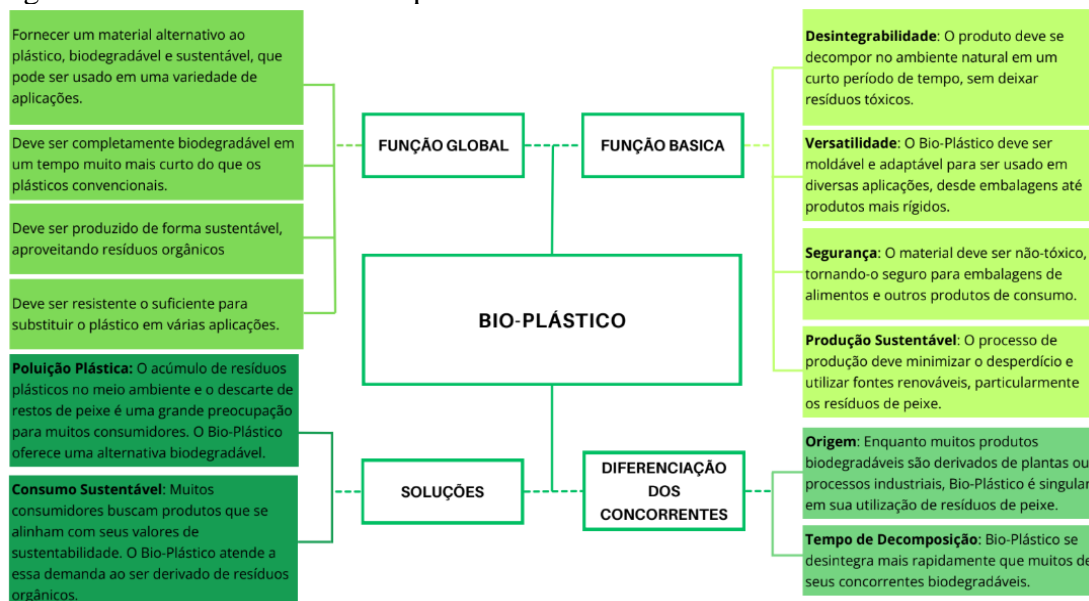 Fornecer um material alternativo ao
plástico, biodegradável e sustentável, que
pode ser usado em uma variedade de
aplicações.
Deve ser completamente biodegradável em
um tempo muito mais curto do que os
plásticos convencionais.
Deve ser produzido de forma sustentável,
aproveitando resíduos orgânicos
Deve ser resistente o suficiente para
substituir o plástico em várias aplicações.
FUNÇÃO GLOBAL
FUNÇÃO BASICA
Desintegrabilidade: O produto deve se
decompor no ambiente natural em um
curto período de tempo, sem deixar
resíduos tóxicos.
Versatilidade: O Bio-Plástico deve ser
moldável e adaptável para ser usado em
diversas aplicações, desde embalagens até
produtos mais rígidos.
Segurança: O material deve ser não-tóxico,
tornando-o seguro para embalagens de
alimentos e outros produtos de consumo.
Produção Sustentável: O processo de
produção deve minimizar o desperdício e
utilizar fontes renováveis, particularmente
os resíduos de peixe.
BIO-PLÁSTICO
Poluição Plástica: O acúmulo de resíduos
plásticos no meio ambiente e o descarte de
restos de peixe é uma grande preocupação
para muitos consumidores. O Bio-Plástico
oferece uma alternativa biodegradável.
Consumo Sustentável: Muitos
consumidores buscam produtos que se
alinham com seus valores de
sustentabilidade. O Bio-Plástico atende a
essa demanda ao ser derivado de resíduos
orgânicos.
SOLUÇÕES
DIFERENCIAÇÃO
DOS
CONCORRENTES
Origem: Enquanto muitos produtos
biodegradáveis são derivados de plantas ou
processos industriais, Bio-Plástico é singular
em sua utilização de resíduos de peixe.
Tempo de Decomposição: Bio-Plástico se
desintegra mais rapidamente que muitos de
seus concorrentes biodegradáveis.